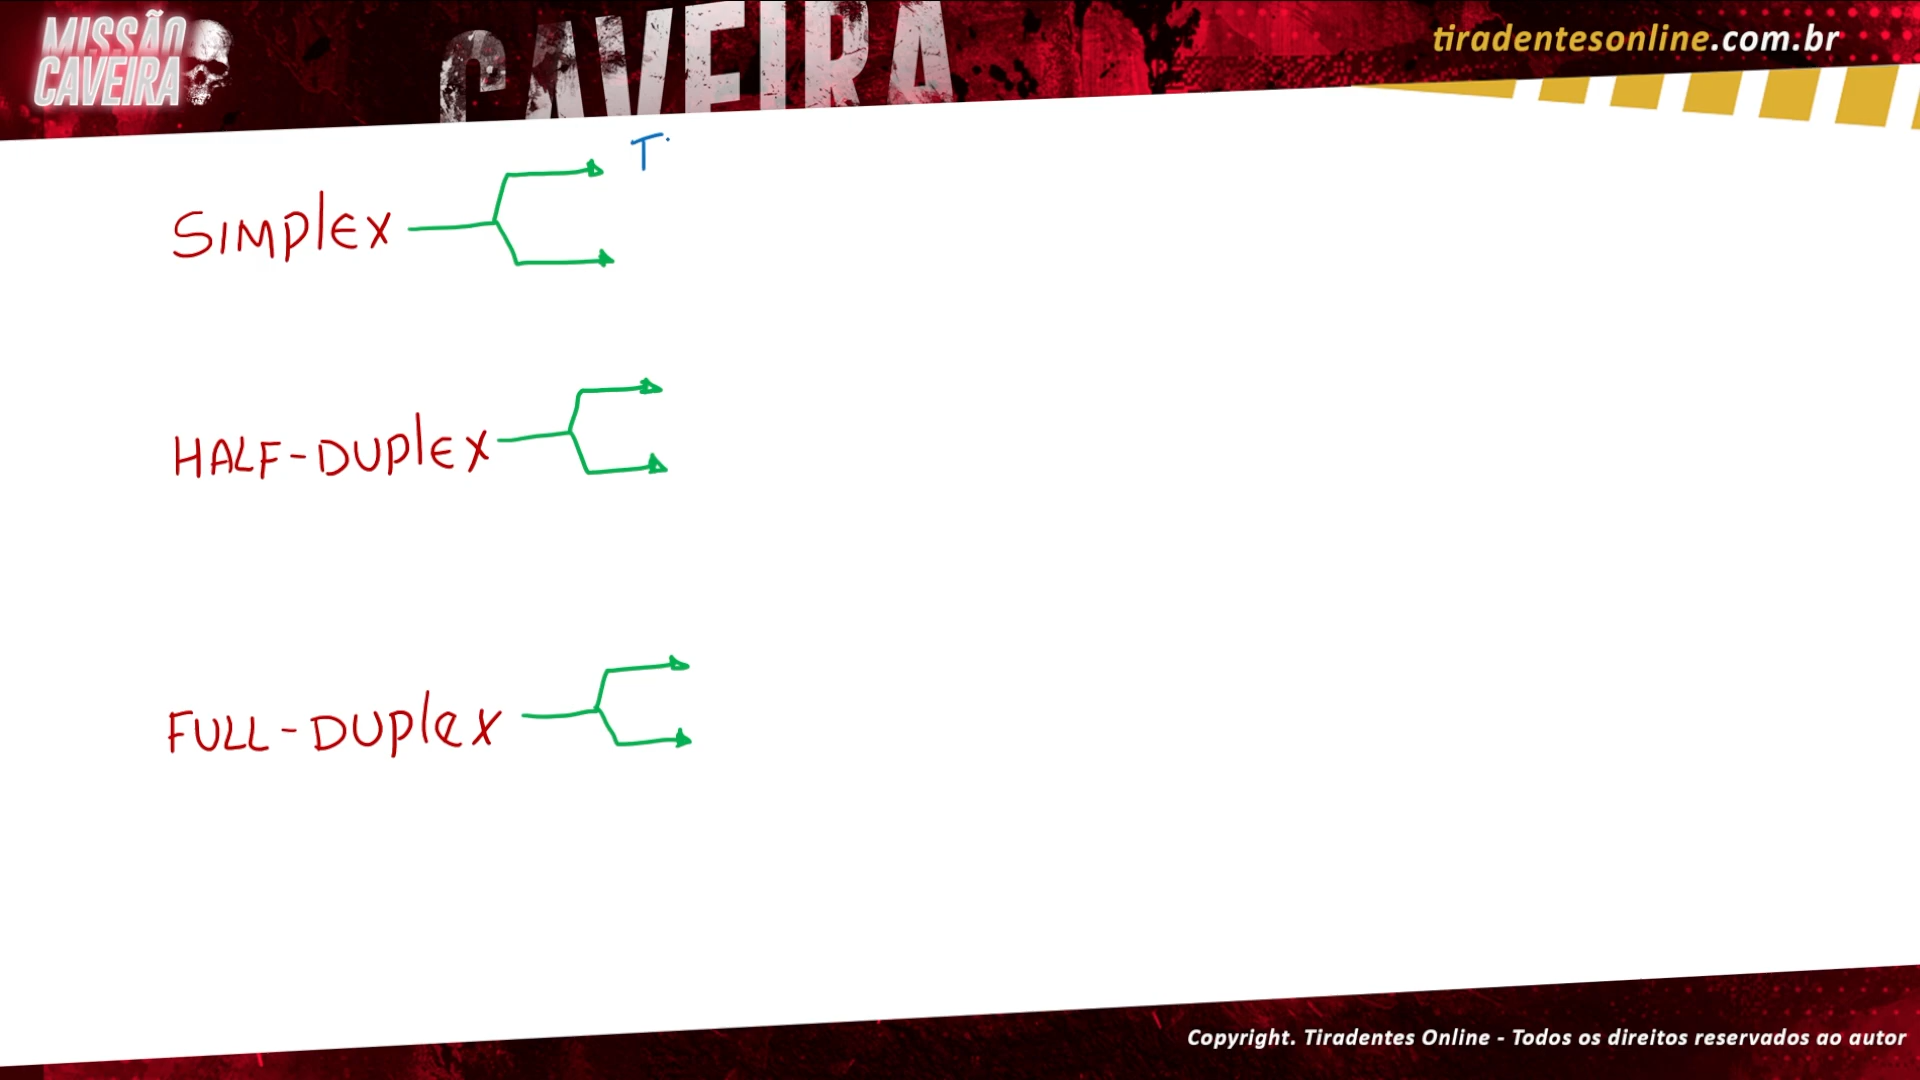 MISSÃO
CAVEIRA
CAVEIRA
tiradentesonline.com.br
T
SIMPlEX
HALF-DUPlEX
FULL-DUPlEX
Copyright. Tiradentes Online - Todos os direitos reservados ao autor